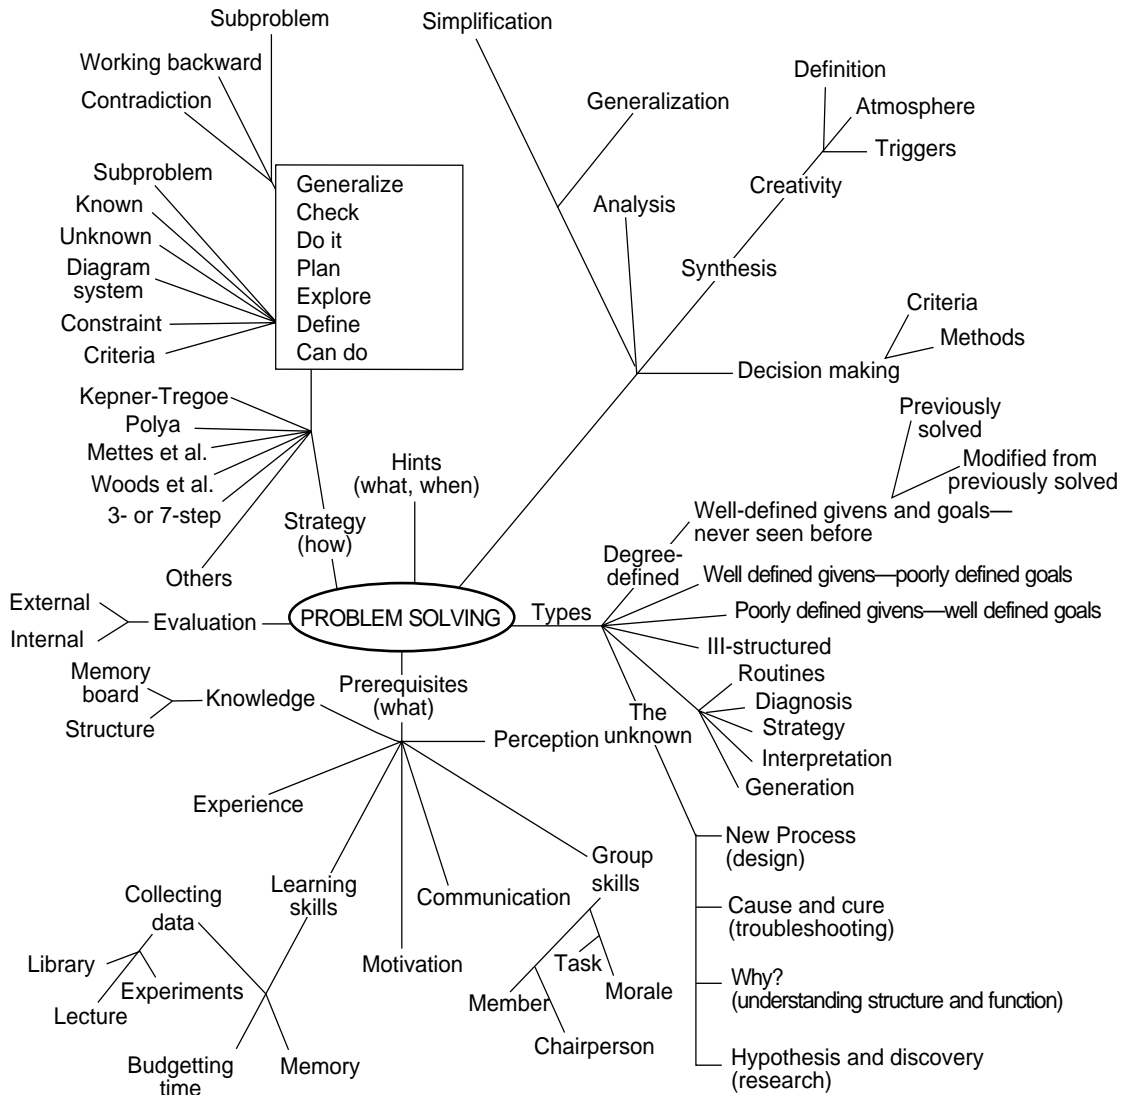 Subproblem
Simplification
Working backward
Contradiction
Generalization
Definition
Atmosphere
Triggers
Creativity
Subproblem
Known
Unknown
Diagram
system
Constraint
Criteria
Generalize
Check
Do it
Plan
Explore
Define
Can do
Analysis
Synthesis
Criteria
Methods
Decision making
Kepner-Tregoe
Polya
Mettes et al.
Woods et al.
3- or 7-step
Others
Strategy
(how)
Hints
(what, when)
Previously
solved
Modified from
previously solved
Well-defined givens and goals—
never seen before
Degree-
defined
Well defined givens—poorly defined goals
Poorly defined givens—well defined goals
III-structured
External
Internal
Evaluation
PROBLEM SOLVING
Types
Routines
Diagnosis
Strategy
Interpretation
Generation
Memory
board
Structure
Knowledge
Prerequisites
(what)
Perception
The
unknown
Experience
Learning
skills
Collecting
data
Library
Lecture
Experiments
Budgetting
time
Memory
Motivation
Communication
Group
skills
Task
Morale
Member
Chairperson
New Process
(design)
Cause and cure
(troubleshooting)
Why?
(understanding structure and function)
Hypothesis and discovery
(research)